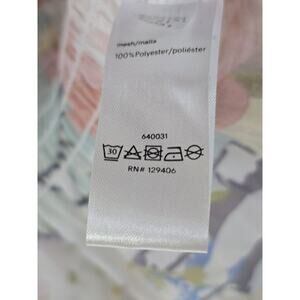 mesh/malla
100% Polyester/poliéster
640031
30
RN# 129406